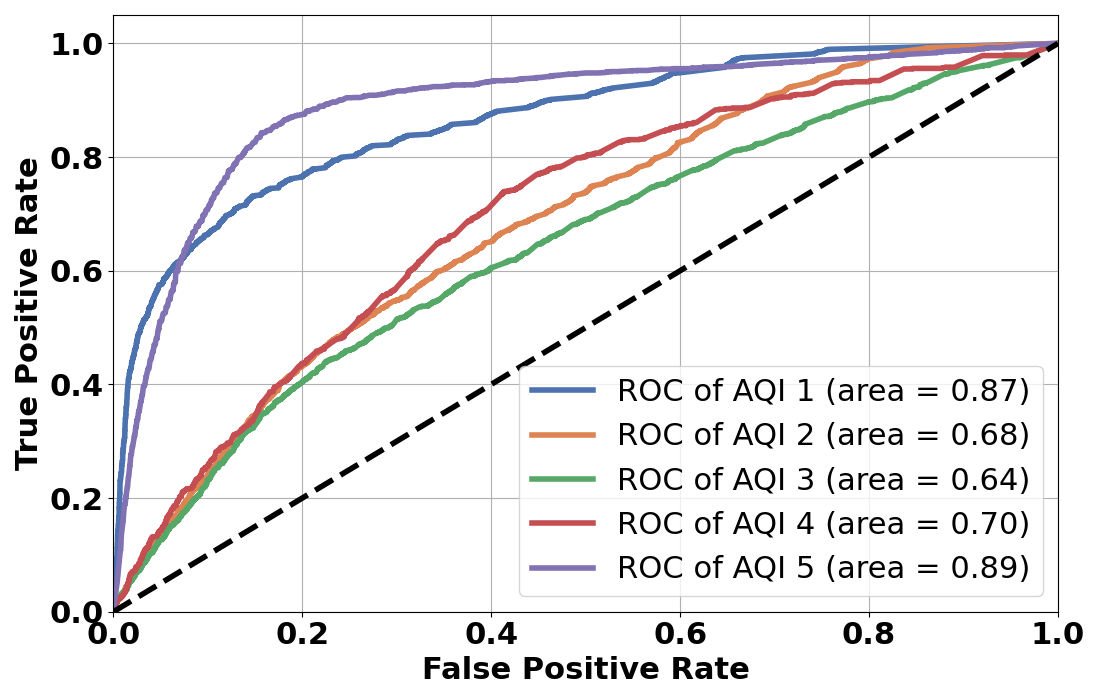 1.0
0.8
0.6
0.4
0.2
0.0
True Positive Rate
ROC of AQI 1 (area = 0.87)
ROC of AQI 2 (area = 0.68)
ROC of AQI 3 (area = 0.64)
ROC of AQI 4 (area = 0.70)
ROC of AQI 5 (area = 0.89)
0.0 0.2 0.4 0.6 0.8 1.0
False Positive Rate